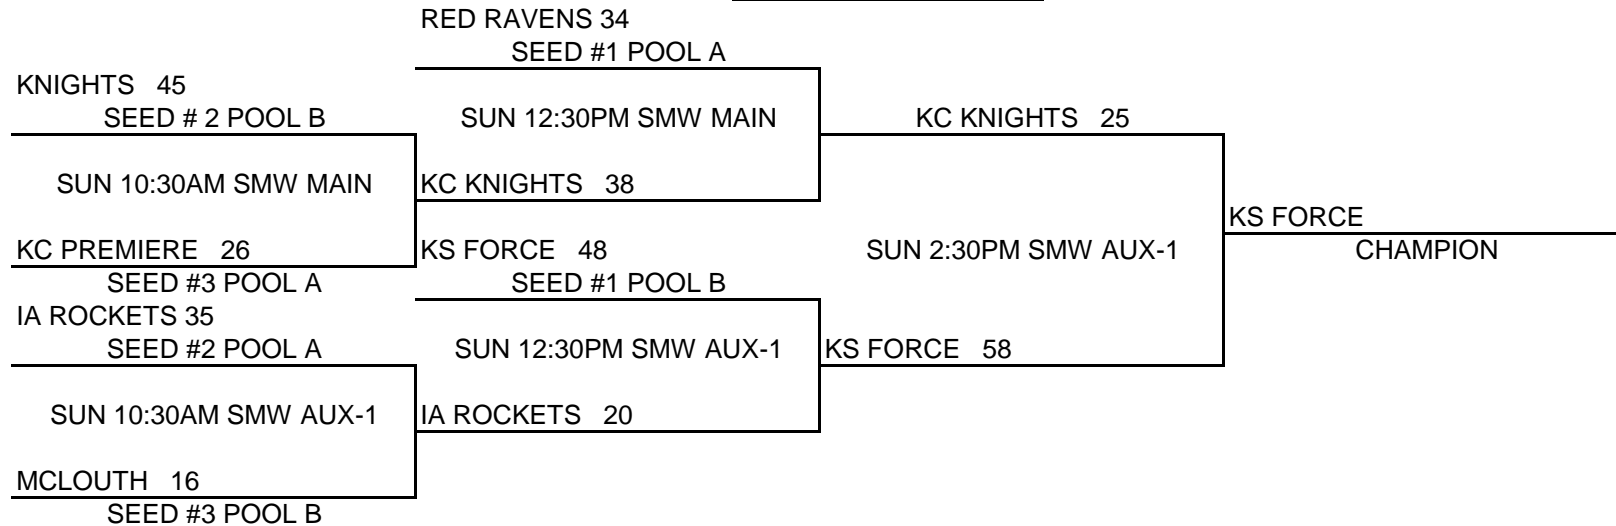 RED RAVENS 34
SEED #1 POOL A
KNIGHTS 45
SEED # 2 POOL B
SUN 12:30PM SMW MAIN
KC KNIGHTS 25
SUN 10:30AM SMW MAIN
KC KNIGHTS 38
KS FORCE
KC PREMIERE 26
KS FORCE 48
SUN 2:30PM SMW AUX-1
CHAMPION
SEED #3 POOL A
SEED #1 POOL B
IA ROCKETS 35
SEED #2 POOL A
SUN 12:30PM SMW AUX-1
KS FORCE 58
SUN 10:30AM SMW AUX-1
IA ROCKETS 20
MCLOUTH 16
SEED #3 POOL B